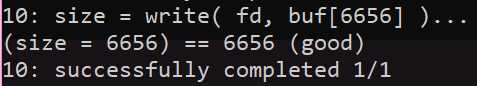 10: size = write( fd, buf[6656] )...
(size = 6656) == 6656 (good)
10: successfully completed 1/1